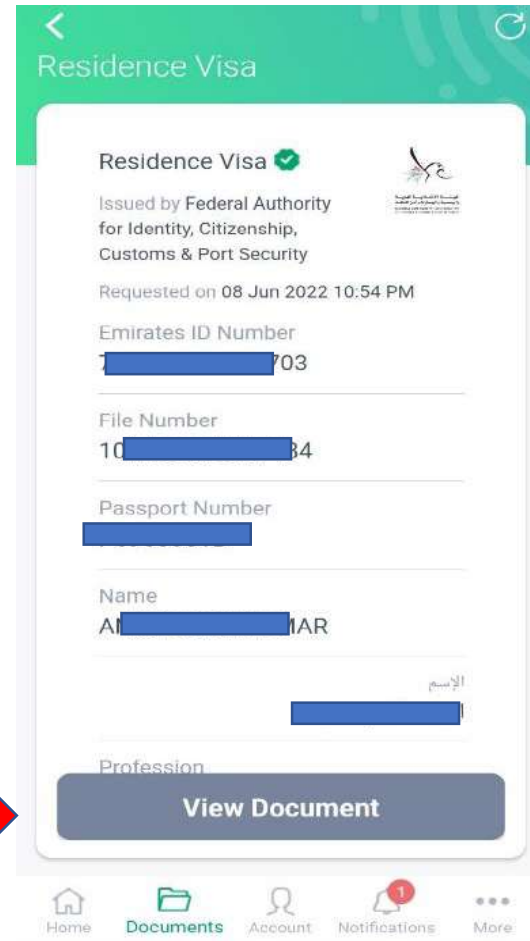 Residence Visa
Residence Visa
Issued by Federal Authority
for Identity, Citizenship,
Customs & Port Security
Requested on 08 Jun 2022 10:54 PM
Emirates ID Number
703
File Number
10 34
Passport Number
Name
AM MAR
الإسم
Profession
View Document
1
Home Documents Account Notifications More